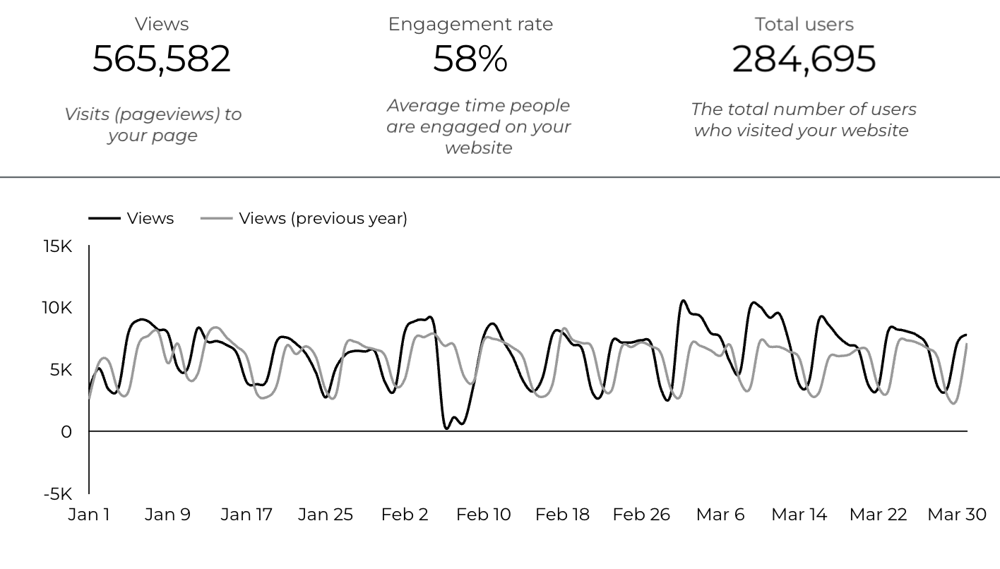 Views
565,582
Visits (pageviews) to
your page
Engagement rate
58%
Average time people
are engaged on your
website
Total users
284,695
The total number of users
who visited your website
Views
Views (previous year)
15K
10K
5K
0
-5K
Jan 1
Jan 9
Jan 17
Jan 25
Feb 2
Feb 10
Feb 18
Feb 26
Mar 6
Mar 14
Mar 22
Mar 30